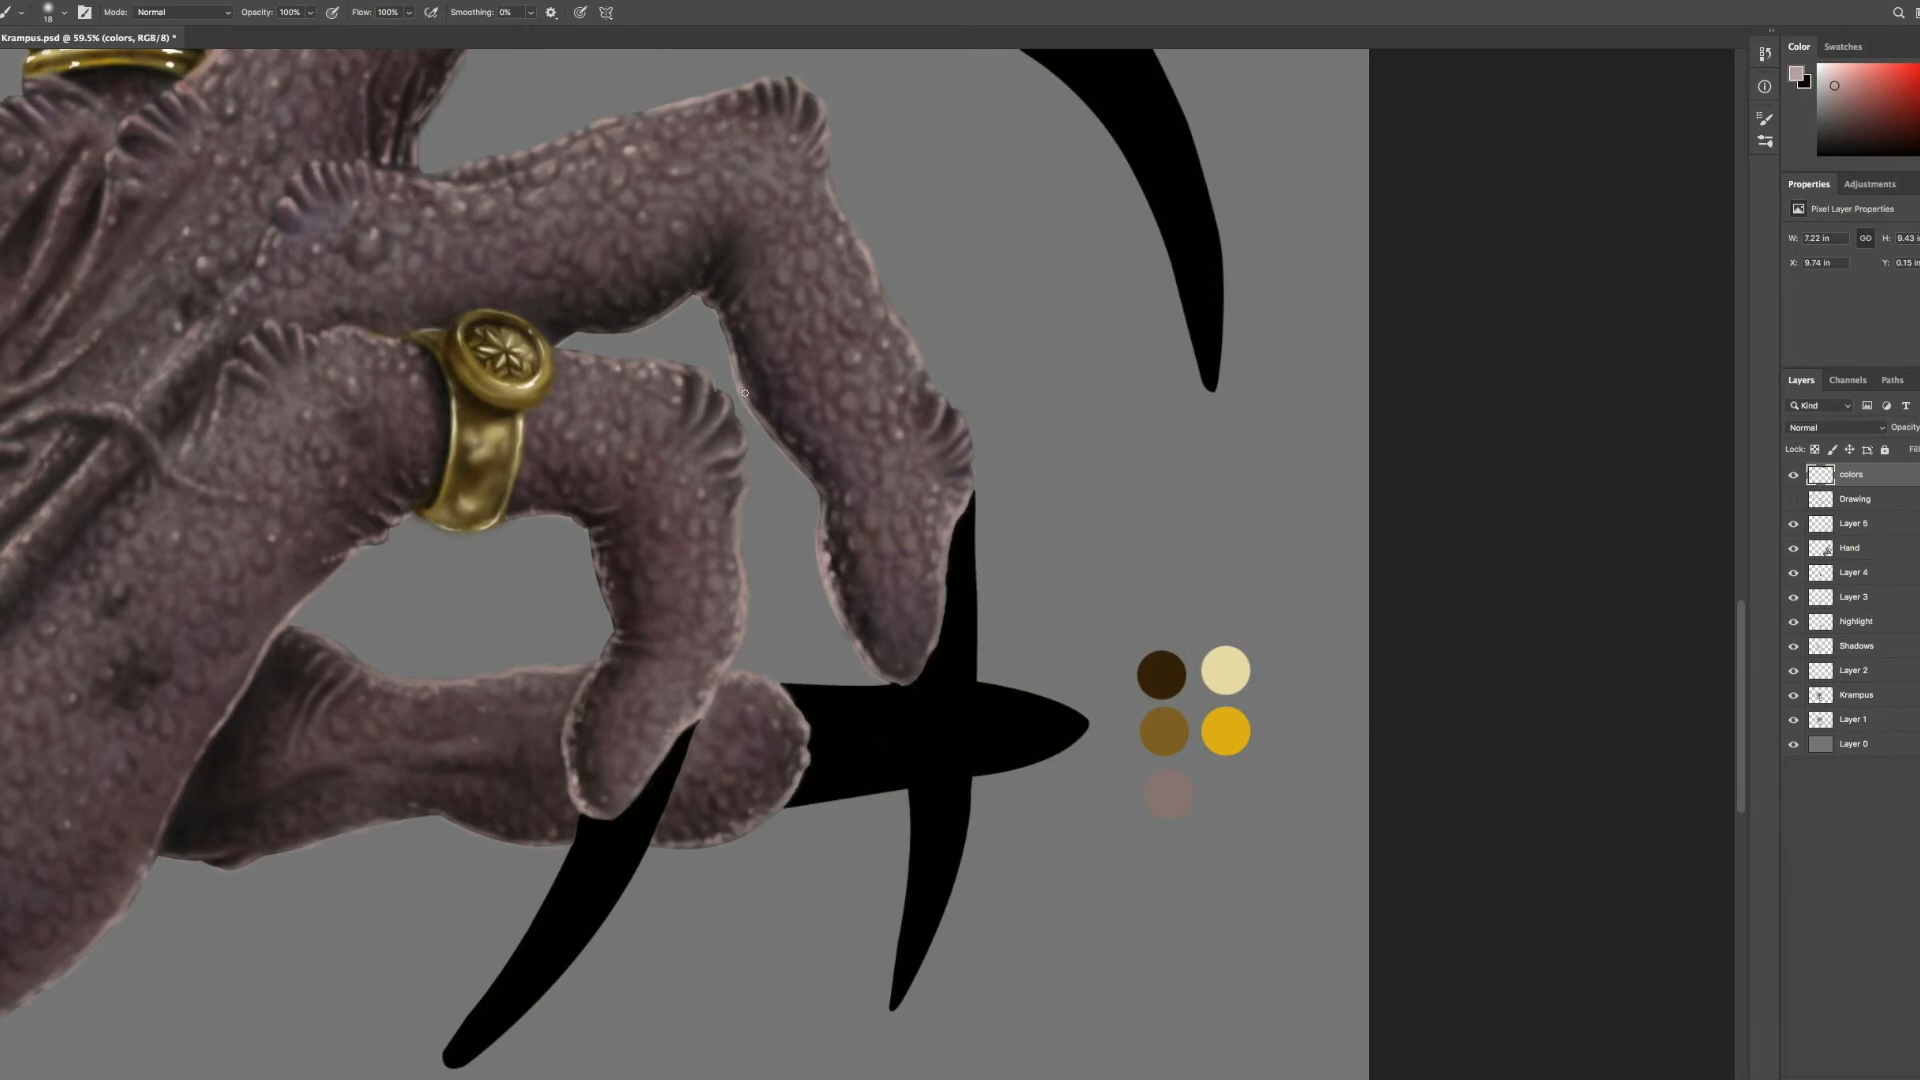 18 Mode: Normal Opacity: 100% Flow: 100% Smoothing: 0%
Krampus.psd @ 59.5% (colors, RGB/8) *
Color Swatches
Properties Adjustments
Pixel Layer Properties
W: 7.22 in H: 9.43 in
X: 9.74 in Y: 0.15 in
Layers Channels Paths
Kind T
Normal Opacity
Lock: Fill
colors
Drawing
Layer 5
Hand
Layer 4
Layer 3
highlight
Shadows
Layer 2
Krampus
Layer 1
Layer 0